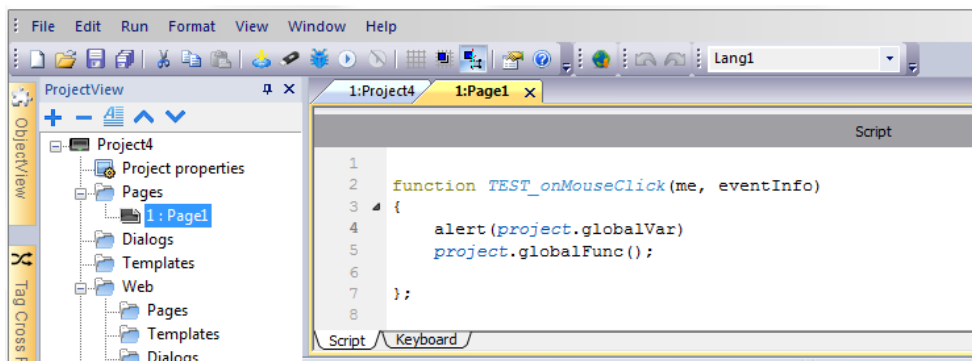 File Edit Run Format View Window Help
Lang1
ProjectView
1:Project4 1:Page1
ObjectView
Tag Cross
Project4
Project properties
Pages
1 : Page1
Dialogs
Templates
Web
Pages
Templates
Dialogs
Script
1
2 function TEST_onMouseClick(me, eventInfo)
3 {
4 alert(project.globalVar)
5 project.globalFunc();
6
7 };
8
Script Keyboard